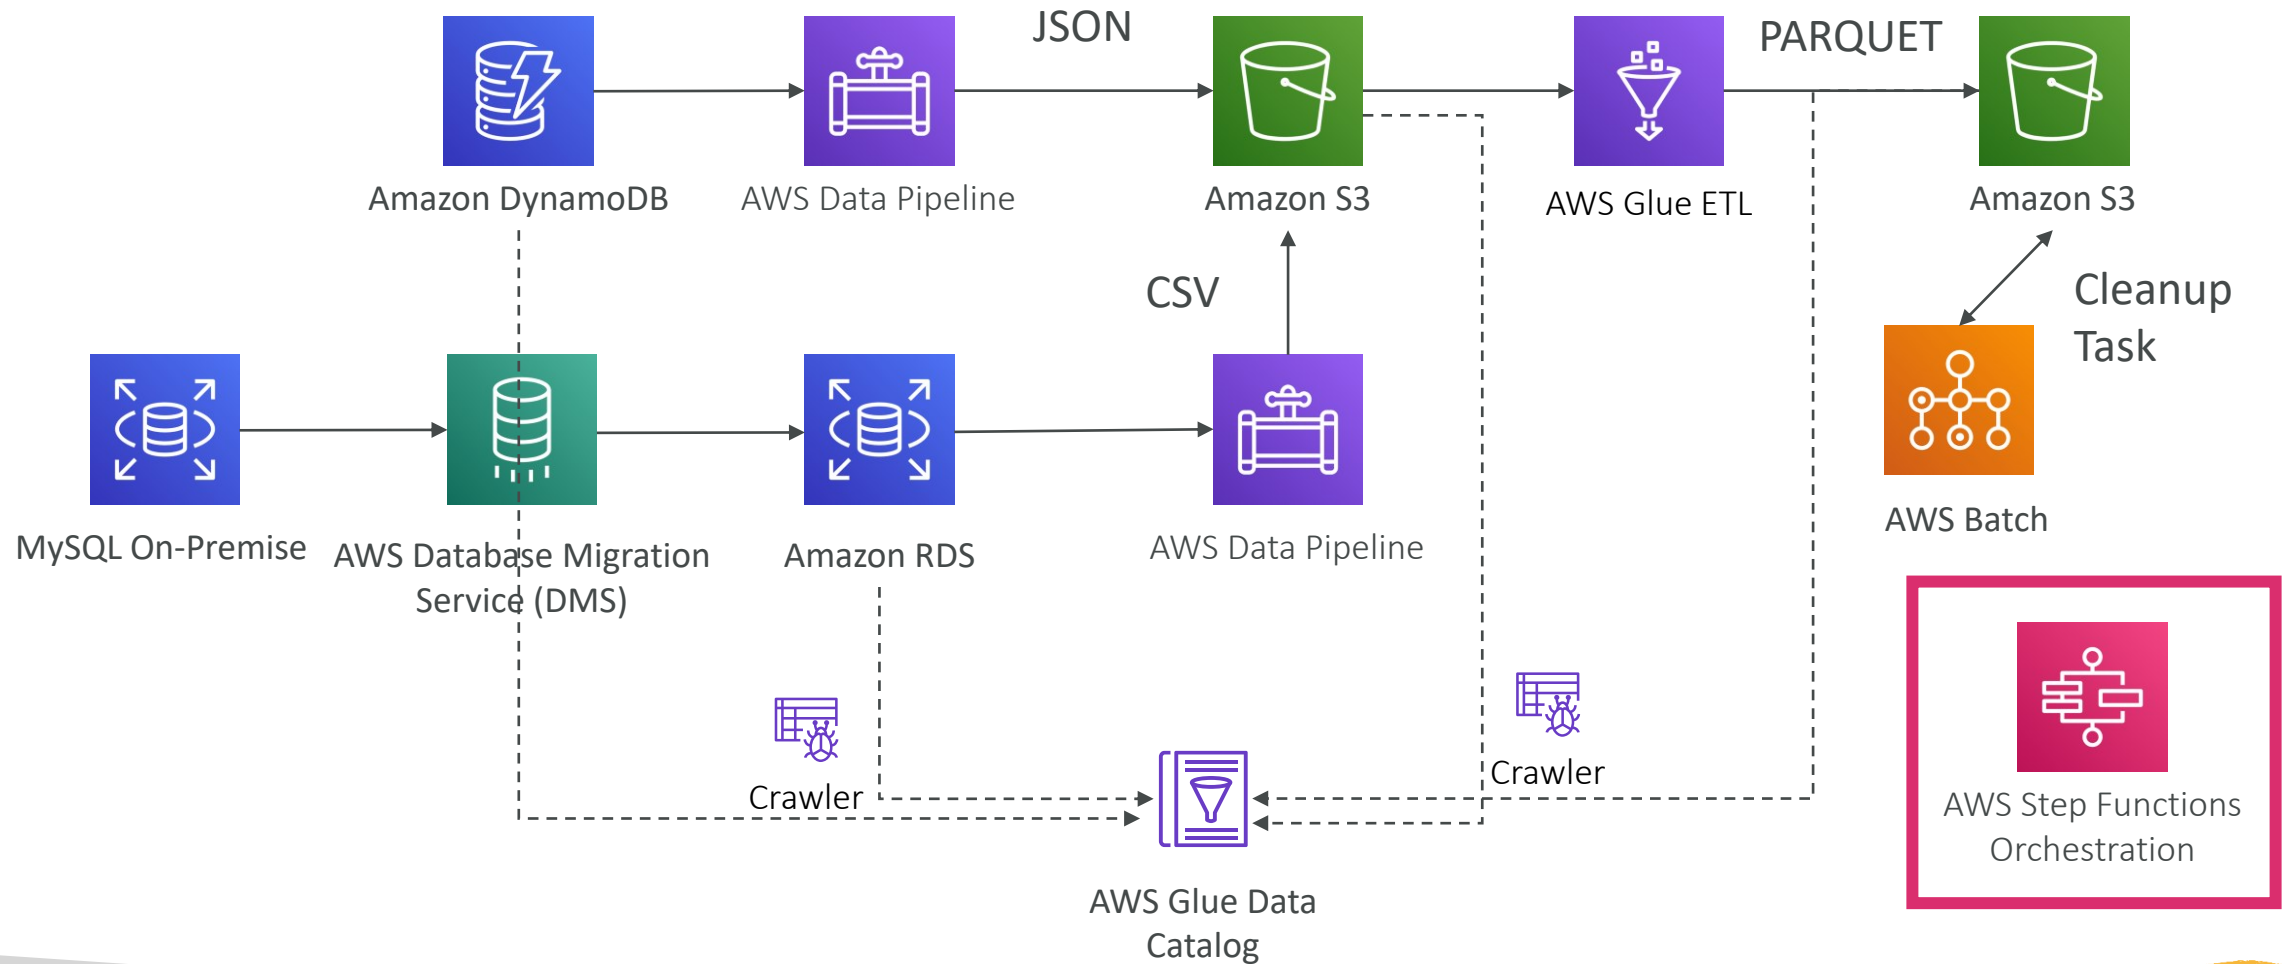 JSON
PARQUET
Amazon DynamoDB
AWS Data Pipeline
Amazon S3
AWS Glue ETL
Amazon S3
CSV
Cleanup
Task
MySQL On-Premise
AWS Database Migration
Service (DMS)
Amazon RDS
AWS Data Pipeline
AWS Batch
Crawler
Crawler
AWS Step Functions
Orchestration
AWS Glue Data
Catalog